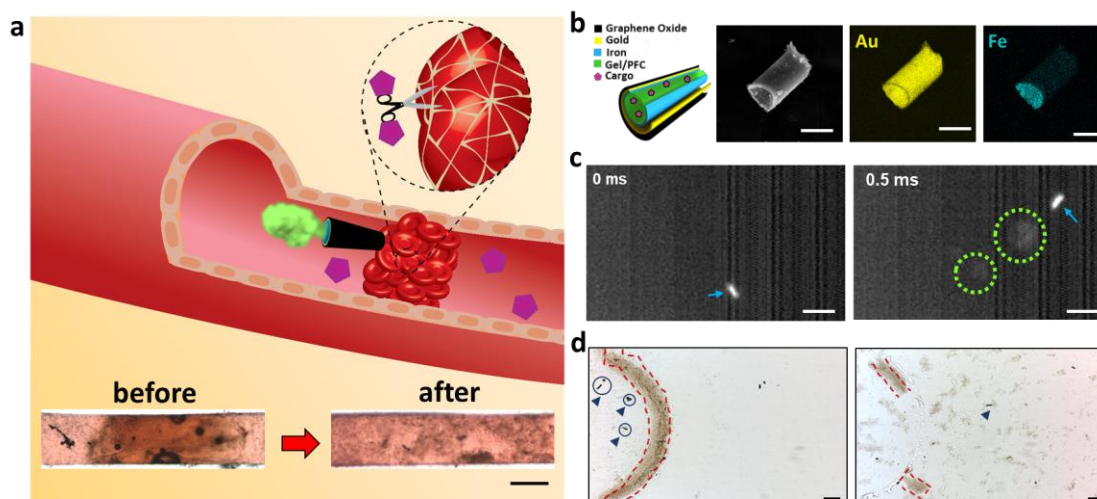 a
before
after
b
Graphene Oxide
Gold
Iron
Gel/PFC
Cargo
Au
Fe
c
0 ms
0.5 ms
d